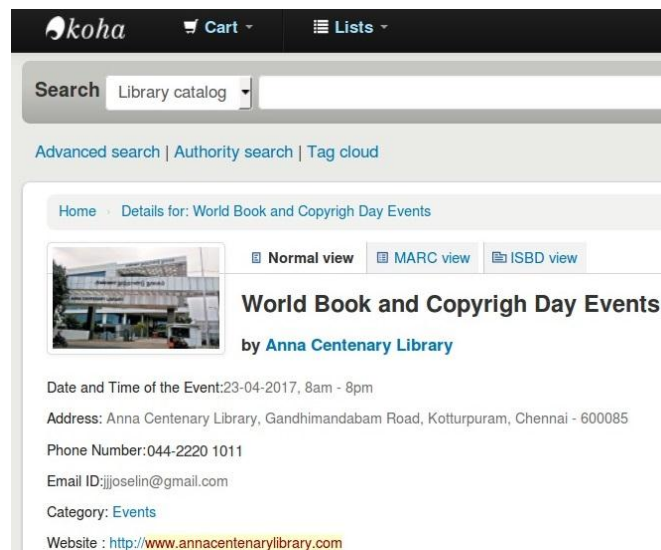 koha Cart Lists
Search Library catalog
Advanced search | Authority search | Tag cloud
Home Details for: World Book and Copyrigh Day Events
Normal view MARC view ISBD view
World Book and Copyrigh Day Events
by Anna Centenary Library
Date and Time of the Event:23-04-2017, 8am - 8pm
Address: Anna Centenary Library, Gandhimandabam Road, Kotturpuram, Chennai - 600085
Phone Number:044-2220 1011
Email ID:jjjoselin@gmail.com
Category: Events
Website : http://www.annacentenarylibrary.com